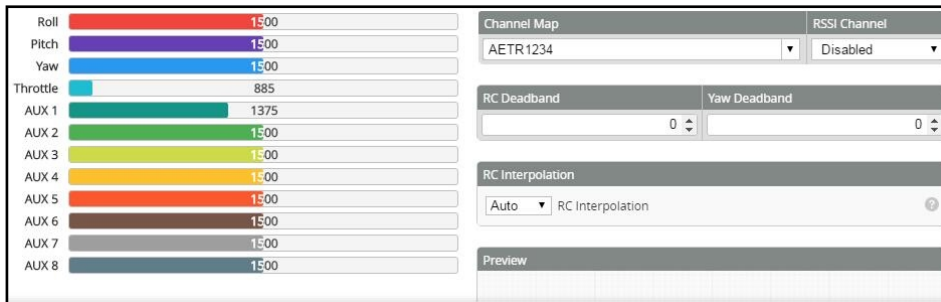 Roll 1500
Pitch 1500
Yaw 1500
Throttle 885
AUX 1 1375
AUX 2 1500
AUX 3 1500
AUX 4 1500
AUX 5 1500
AUX 6 1500
AUX 7 1500
AUX 8 1500
Channel Map RSSI Channel
AETR1234 Disabled
RC Deadband Yaw Deadband
0 0
RC Interpolation
Auto RC Interpolation ?
Preview